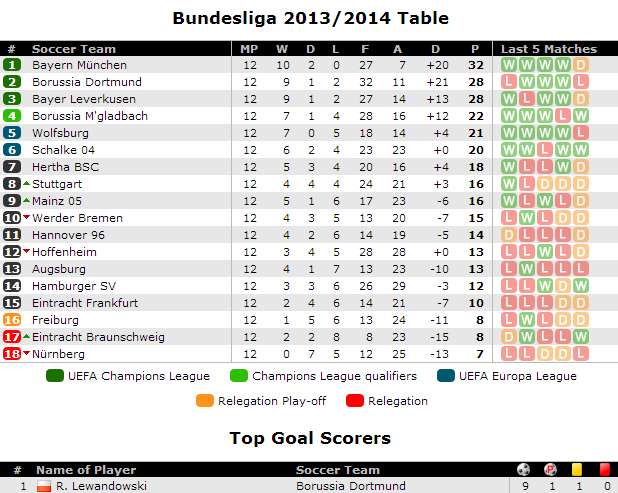 Bundesliga 2013/2014 Table
# Soccer Team MP W D L F A D P Last 5 Matches
1 Bayern München 12 10 2 0 27 7 +20 32 W W W W D
2 Borussia Dortmund 12 9 1 2 32 11 +21 28 L W W W L
3 Bayer Leverkusen 12 9 1 2 27 14 +13 28 W L W W D
4 Borussia M'gladbach 12 7 1 4 28 16 +12 22 W W W L W
5 Wolfsburg 12 7 0 5 18 14 +4 21 W W W W L
6 Schalke 04 12 6 2 4 23 23 +0 20 W W L W W
7 Hertha BSC 12 5 3 4 20 16 +4 18 W L W W D
8 Stuttgart 12 4 4 4 24 21 +3 16 W L D D D
9 Mainz 05 12 5 1 6 17 23 -6 16 W L W L D
10 Werder Bremen 12 4 3 5 13 20 -7 15 L W L D D
11 Hannover 96 12 4 2 6 14 19 -5 14 D L L L D
12 Hoffenheim 12 3 4 5 28 28 +0 13 L L W L D
13 Augsburg 12 4 1 7 13 23 -10 13 L W L L L
14 Hamburger SV 12 3 3 6 26 29 -3 12 L L W D W
15 Eintracht Frankfurt 12 2 4 6 14 21 -7 10 L L L D D
16 Freiburg 12 1 5 6 13 24 -11 8 L W L D D
17 Eintracht Braunschweig 12 2 2 8 8 23 -15 8 D W L L W
18 Nürnberg 12 0 7 5 12 25 -13 7 L L D D L
UEFA Champions League Champions League qualifiers UEFA Europa League
Relegation Play-off Relegation
Top Goal Scorers
# Name of Player Soccer Team P
1 R. Lewandowski Borussia Dortmund 9 1 1 0